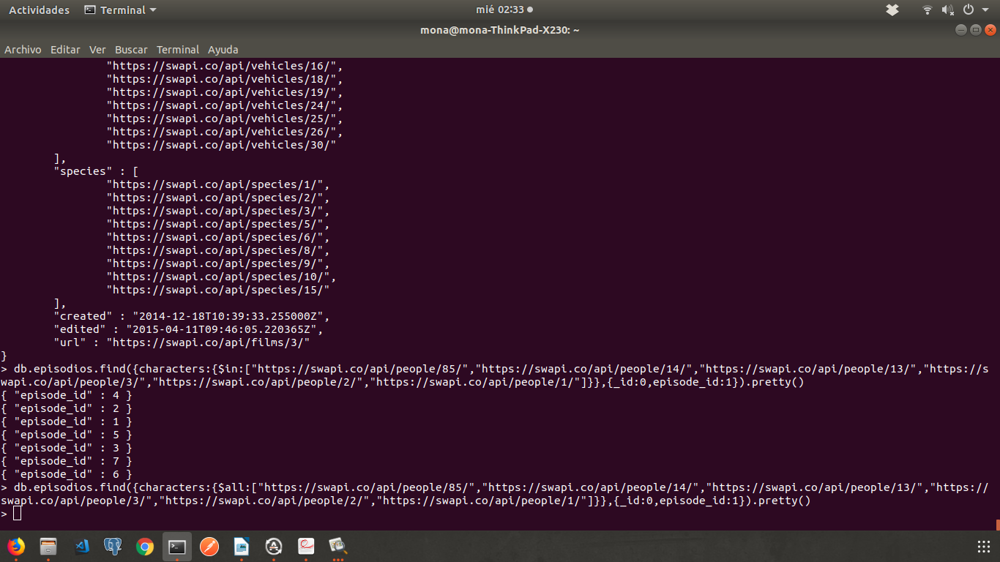 Actividades Terminal mié 02:33
mona@mona-ThinkPad-X230: ~
Archivo Editar Ver Buscar Terminal Ayuda
"https://swapi.co/api/vehicles/16/",
"https://swapi.co/api/vehicles/18/",
"https://swapi.co/api/vehicles/19/",
"https://swapi.co/api/vehicles/24/",
"https://swapi.co/api/vehicles/25/",
"https://swapi.co/api/vehicles/26/",
"https://swapi.co/api/vehicles/30/"
],
"species" : [
"https://swapi.co/api/species/1/",
"https://swapi.co/api/species/2/",
"https://swapi.co/api/species/3/",
"https://swapi.co/api/species/5/",
"https://swapi.co/api/species/6/",
"https://swapi.co/api/species/8/",
"https://swapi.co/api/species/9/",
"https://swapi.co/api/species/10/",
"https://swapi.co/api/species/15/"
],
"created" : "2014-12-18T10:39:33.255000Z",
"edited" : "2015-04-11T09:46:05.220365Z",
"url" : "https://swapi.co/api/films/3/"
}
> db.episodios.find({characters:{$in:["https://swapi.co/api/people/85/","https://swapi.co/api/people/14/","https://swapi.co/api/people/13/","https://s
wapi.co/api/people/3/","https://swapi.co/api/people/2/","https://swapi.co/api/people/1/"]}},{_id:0,episode_id:1}).pretty()
{ "episode_id" : 4 }
{ "episode_id" : 2 }
{ "episode_id" : 1 }
{ "episode_id" : 5 }
{ "episode_id" : 3 }
{ "episode_id" : 7 }
{ "episode_id" : 6 }
> db.episodios.find({characters:{$all:["https://swapi.co/api/people/85/","https://swapi.co/api/people/14/","https://swapi.co/api/people/13/","https://
swapi.co/api/people/3/","https://swapi.co/api/people/2/","https://swapi.co/api/people/1/"]}},{_id:0,episode_id:1}).pretty()
>